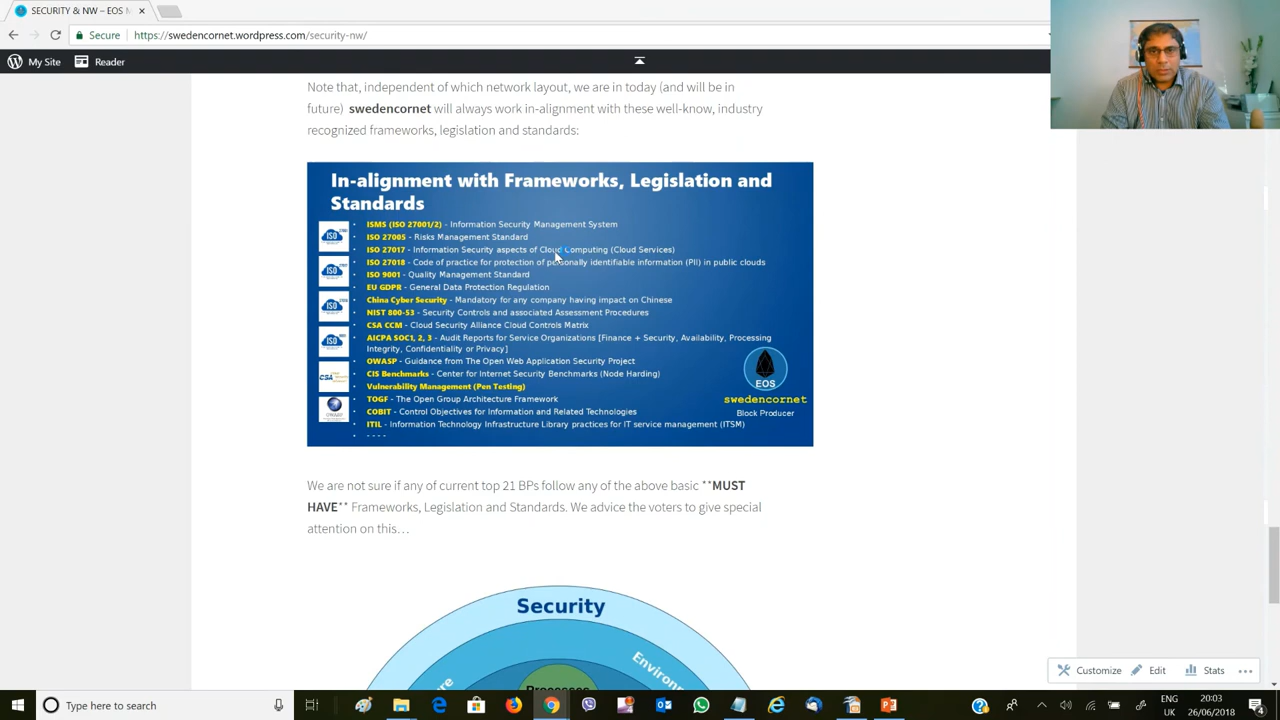 SECURITY & NW – EOS M
Secure
https://swedencornet.wordpress.com/security-nw/
My Site
Reader
Note that, independent of which network layout, we are in today (and will be in
future) swedencornet will always work in-alignment with these well-know, industry
recognized frameworks, legislation and standards:
In-alignment with Frameworks, Legislation and
Standards
• ISMS (ISO 27001/2) - Information Security Management System
• ISO 27005 - Risks Management Standard
• ISO 27017 - Information Security aspects of Cloud Computing (Cloud Services)
• ISO 27018 - Code of practice for protection of personally identifiable information (PII) in public clouds
• ISO 9001 - Quality Management Standard
• EU GDPR - General Data Protection Regulation
• China Cyber Security - Mandatory for any company having impact on Chinese
• NIST 800-53 - Security Controls and associated Assessment Procedures
• CSA CCM - Cloud Security Alliance Cloud Controls Matrix
• AICPA SOC1, 2, 3 - Audit Reports for Service Organizations [Finance + Security, Availability, Processing
Integrity, Confidentiality or Privacy]
• OWASP - Guidance from The Open Web Application Security Project
• CIS Benchmarks - Center for Internet Security Benchmarks (Node Harding)
• Vulnerability Management (Pen Testing)
• TOGF - The Open Group Architecture Framework
• COBIT - Control Objectives for Information and Related Technologies
• ITIL - Information Technology Infrastructure Library practices for IT service management (ITSM)
• - - - -
ISO
ISO
ISO
ISO
CSA
EOS
swedencornet
Block Producer
We are not sure if any of current top 21 BPs follow any of the above basic **MUST
HAVE** Frameworks, Legislation and Standards. We advice the voters to give special
attention on this…
Security
Environm
ure
Processes
Customize
Edit
Stats
Type here to search
ENG
UK
20:03
26/06/2018